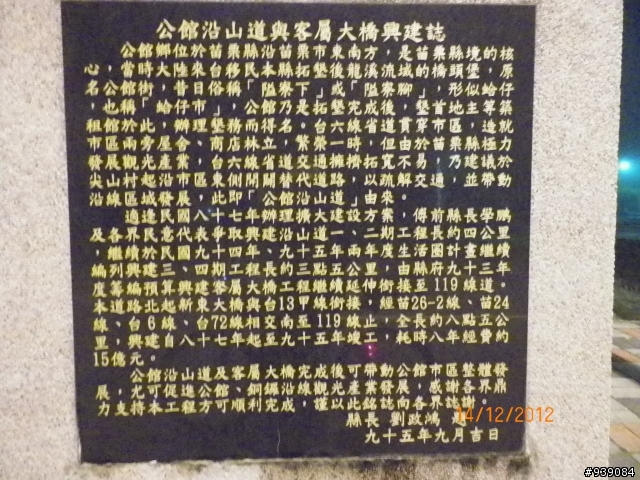 公館沿山道與客屬大橋興建誌
公館鄉位於苗栗縣沿苗栗市東南方，是苗栗縣境的核
心，當時大陸來台移民本縣拓墾後龍溪流域的橋頭堡，原
名公館街，昔日俗稱「隘寮下」或「隘寮腳」，形似蛤仔
也稱「蛤仔市」，公館乃是拓墾完成後，墾首地主等築
租館於此，辦理墾務而得名。台六線省道貫穿市區，造就
市區兩旁屋舍、商店林立，繁榮一時，但由於苗栗縣極力
發展觀光產業，台六線省道交通擁擠，拓寬不易，乃建議於
尖山村起沿市區東側開闢替代道路，以疏解交通，並帶動
沿線區域發展，此即「公館沿山道」由來。
適逢民國八十七年辦理擴大建設方案，傅前縣長學鵬
及各界民意代表爭取興建沿山道一、二期工程長約四公里
，繼續於民國九十四年、九十五年兩年度生活圈計畫繼續
編列興建三、四期工程長約三點五公里，由縣府九十三年
度籌編預算興建客屬大橋工程繼續延伸銜接至119線道。
本道路北起新東大橋與台13甲線銜接，經苗26-2線、苗24
線、台6線、台72線相交南至119線止，全長約八點五公
里，興建自八十七年起至九十五年竣工，耗時八年經費約
15億元。
公館沿山道及客屬大橋完成後可帶動公館市區整體發
展，尤可促進公館、銅鑼沿線觀光產業發展，感謝各界鼎
力支持本工程方可順利完成，謹以此銘誌向各界誌謝。
縣長 劉政鴻
九十五年九月吉日
14/12/2012
#939084